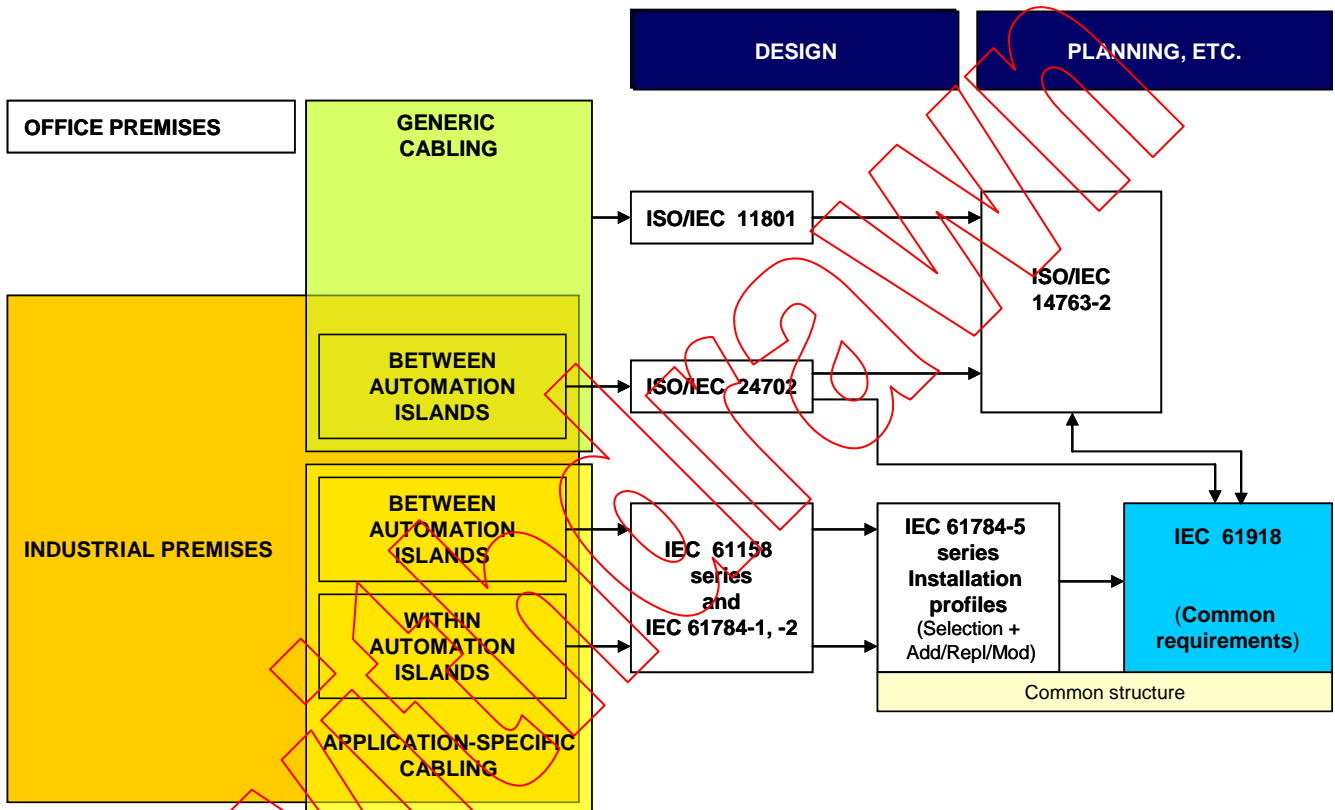 DESIGN
PLANNING, ETC.
OFFICE PREMISES
GENERIC
CABLING
ISO/IEC 11801
ISO/IEC
14763-2
BETWEEN
AUTOMATION
ISLANDS
ISO/IEC 24702
INDUSTRIAL PREMISES
BETWEEN
AUTOMATION
ISLANDS
WITHIN
AUTOMATION
ISLANDS
APPLICATION-SPECIFIC
CABLING
IEC 61158
series
and
IEC 61784-1, -2
IEC 61784-5
series
Installation
profiles
(Selection +
Add/Repl/Mod)
IEC 61918
(Common
requirements)
Common structure
Withdrawn